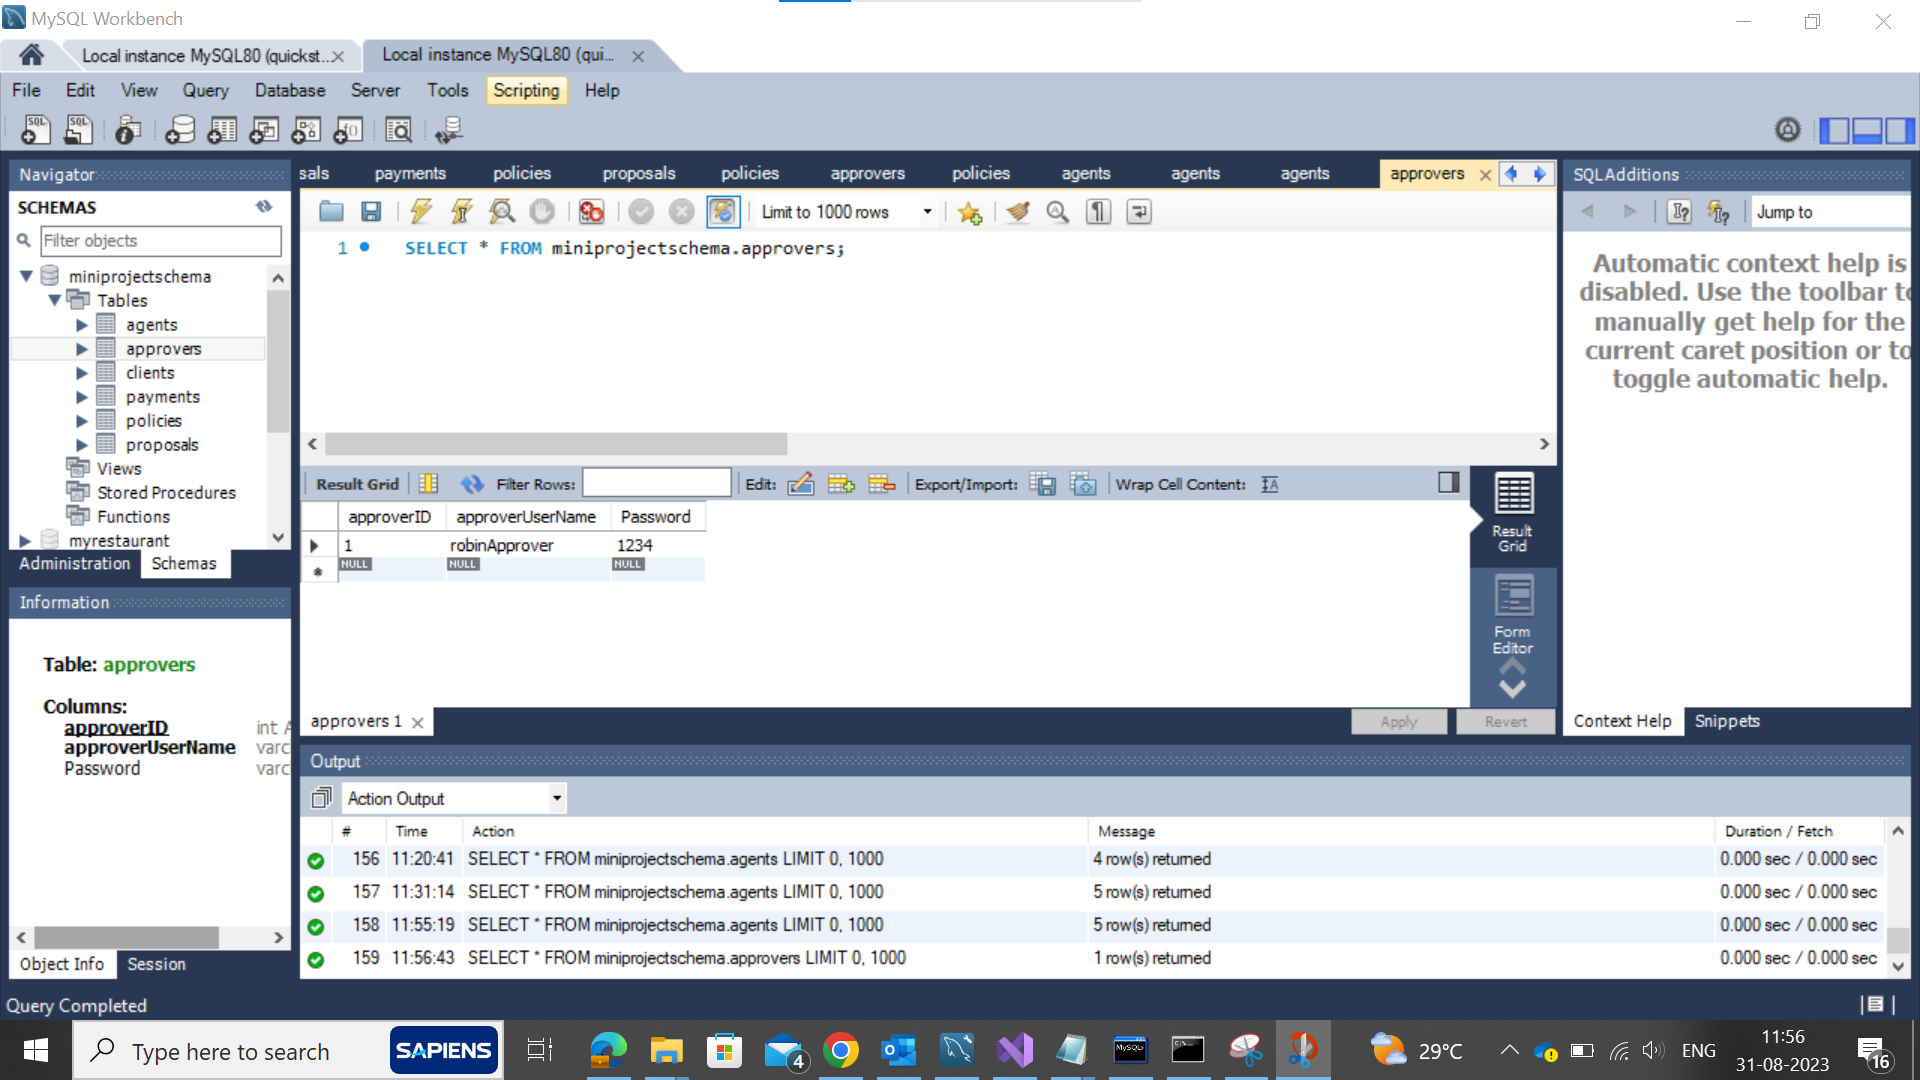 MySQL Workbench
Local instance MySQL80 (quickst...
Local instance MySQL80 (qui...
File Edit View Query Database Server Tools Scripting Help
Navigator
SCHEMAS
Filter objects
miniprojectschema
Tables
agents
approvers
clients
payments
policies
proposals
Views
Stored Procedures
Functions
myrestaurant
Administration Schemas
Information
Table: approvers
Columns:
approverID int A
approverUserName varc
Password varc
Object Info Session
sals payments policies proposals policies approvers policies agents agents agents approvers
Limit to 1000 rows
1 SELECT * FROM miniprojectschema.approvers;
Result Grid Filter Rows: Edit: Export/Import: Wrap Cell Content:
approverID approverUserName Password
1 robinApprover 1234
NULL NULL NULL
Result
Grid
Form
Editor
approvers 1
Apply Revert
SQLAdditions
Jump to
Automatic context help is
disabled. Use the toolbar to
manually get help for the
current caret position or to
toggle automatic help.
Context Help Snippets
Output
Action Output
# Time Action Message Duration / Fetch
156 11:20:41 SELECT * FROM miniprojectschema.agents LIMIT 0, 1000 4 row(s) returned 0.000 sec / 0.000 sec
157 11:31:14 SELECT * FROM miniprojectschema.agents LIMIT 0, 1000 5 row(s) returned 0.000 sec / 0.000 sec
158 11:55:19 SELECT * FROM miniprojectschema.agents LIMIT 0, 1000 5 row(s) returned 0.000 sec / 0.000 sec
159 11:56:43 SELECT * FROM miniprojectschema.approvers LIMIT 0, 1000 1 row(s) returned 0.000 sec / 0.000 sec
Query Completed
Type here to search
SAPIENS
4
MySQL
29°C
ENG
11:56
31-08-2023
16